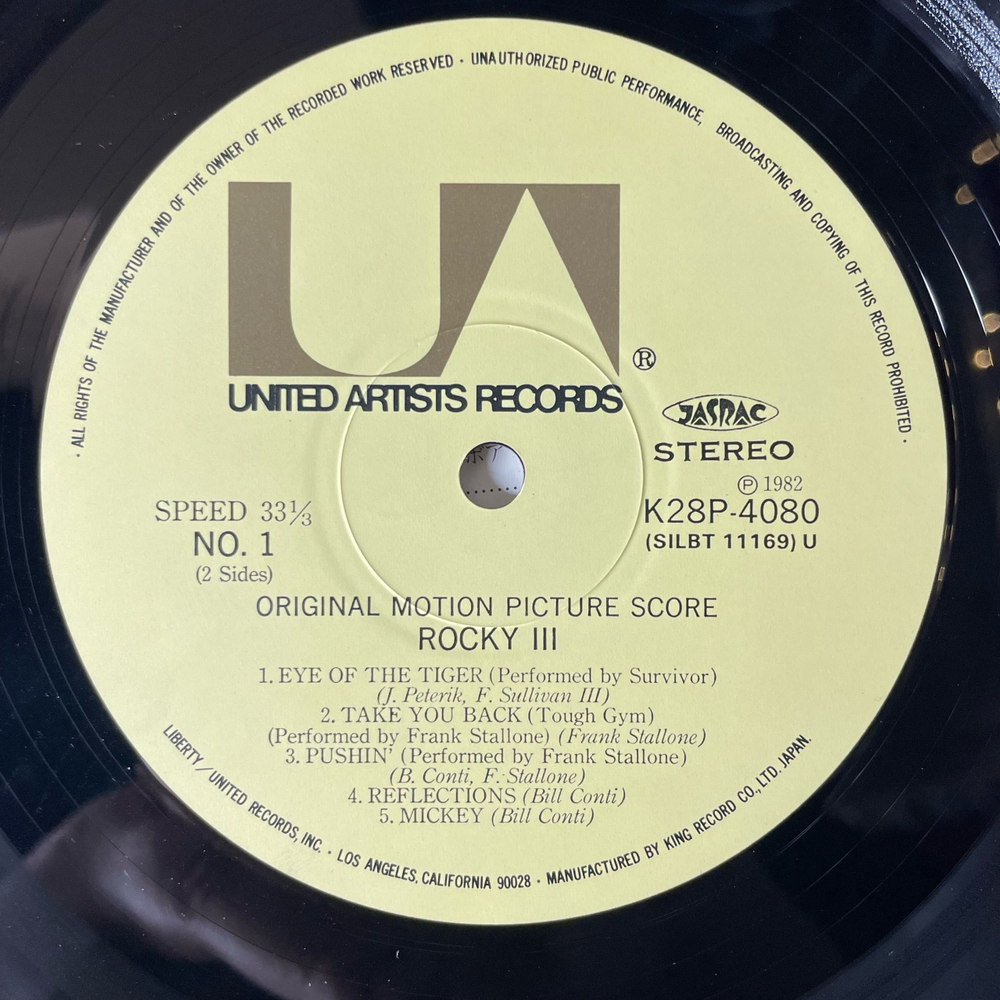 · ALL RIGHTS OF THE MANUFACTURER AND OF THE OWNER OF THE RECORDED WORK RESERVED · UNAUTHORIZED PUBLIC PERFORMANCE, BROADCASTING AND COPYING OF THIS RECORD PROHIBITED ·
UA ®
UNITED ARTISTS RECORDS
JASRAC
STEREO
Ⓟ 1982
SPEED 33⅓
K28P-4080
NO. 1
(SILBT 11169) U
(2 Sides)
ORIGINAL MOTION PICTURE SCORE
ROCKY III
1. EYE OF THE TIGER (Performed by Survivor)
(J. Peterik, F. Sullivan III)
2. TAKE YOU BACK (Tough Gym)
(Performed by Frank Stallone) (Frank Stallone)
3. PUSHIN' (Performed by Frank Stallone)
(B. Conti, F. Stallone)
4. REFLECTIONS (Bill Conti)
5. MICKEY (Bill Conti)
LIBERTY / UNITED RECORDS, INC. · LOS ANGELES, CALIFORNIA 90028 · MANUFACTURED BY KING RECORD CO., LTD. JAPAN.